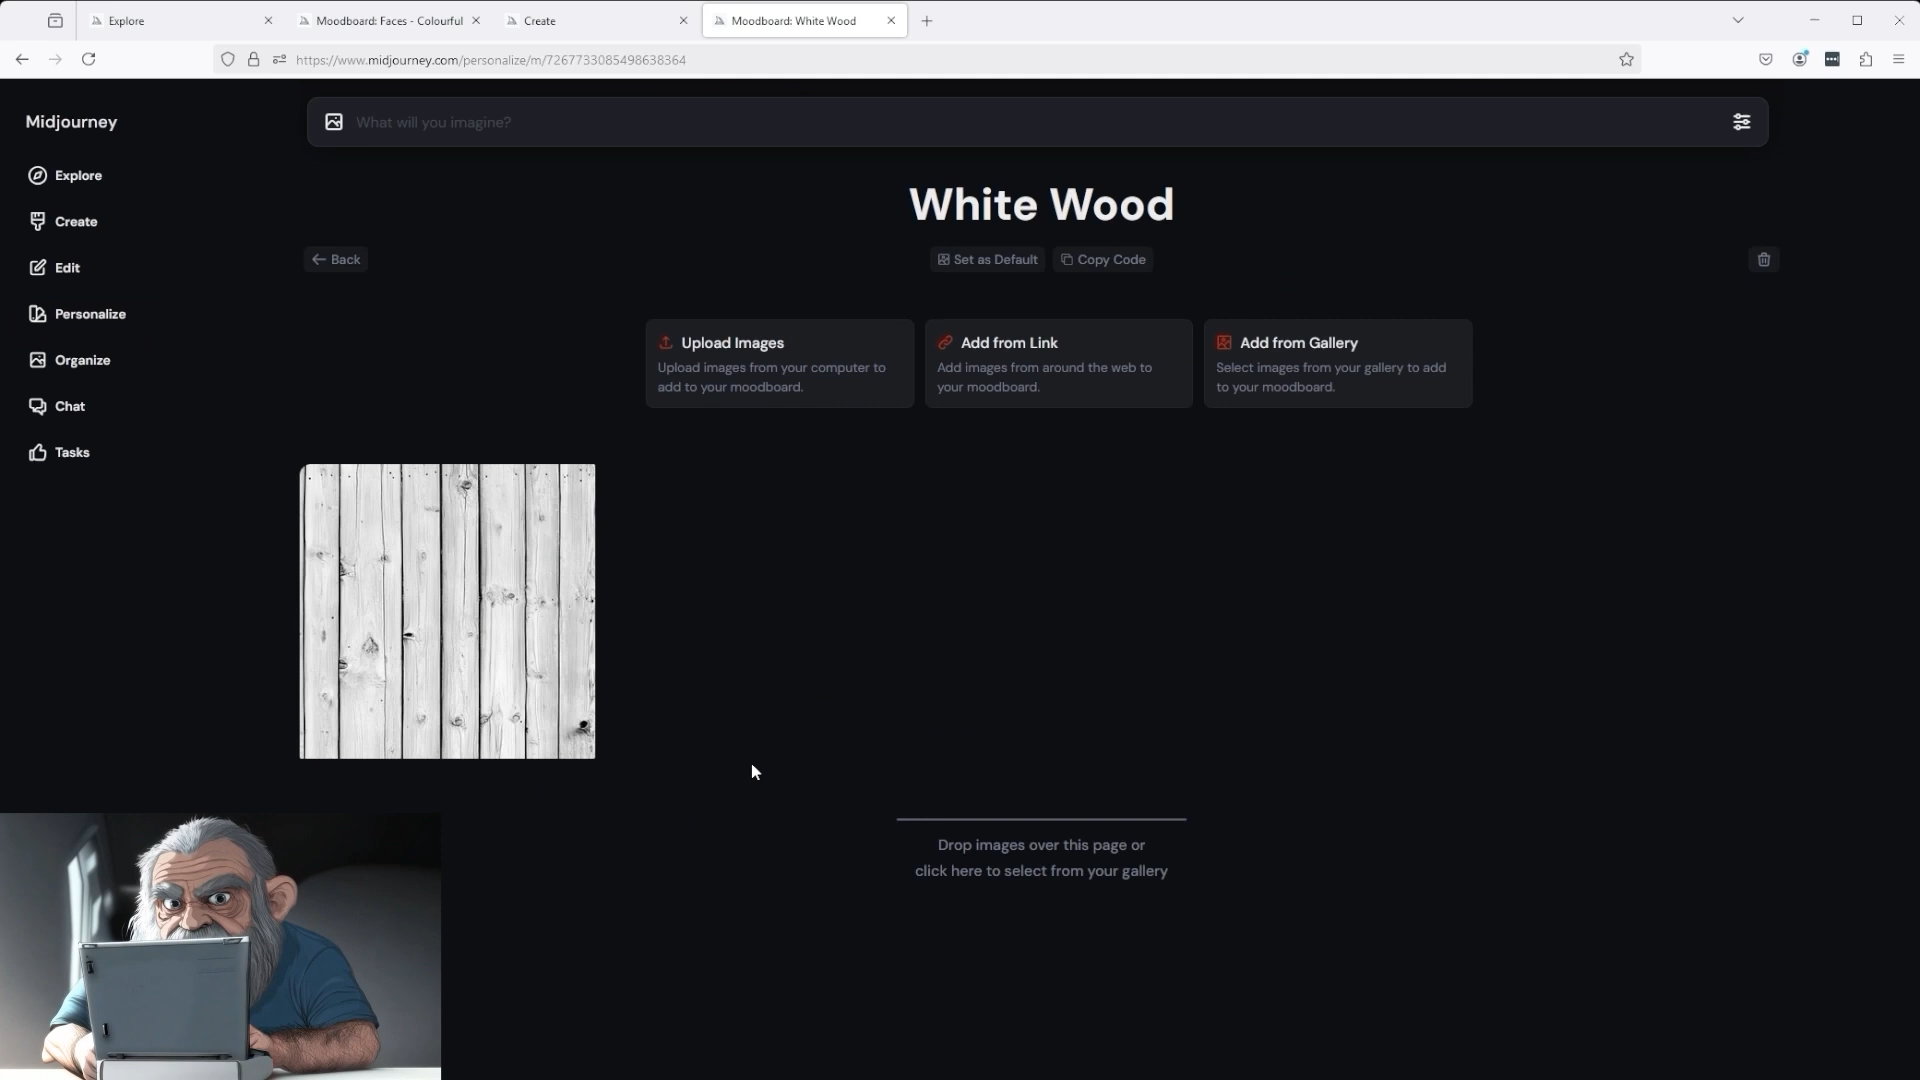 Explore
Moodboard: Faces - Colourful
Create
Moodboard: White Wood
https://www.midjourney.com/personalize/m/7267733085498638364
Midjourney
What will you imagine?
Explore
Create
Edit
Personalize
Organize
Chat
Tasks
White Wood
Back
Set as Default
Copy Code
Upload Images
Upload images from your computer to
add to your moodboard.
Add from Link
Add images from around the web to
your moodboard.
Add from Gallery
Select images from your gallery to add
to your moodboard.
Drop images over this page or
click here to select from your gallery